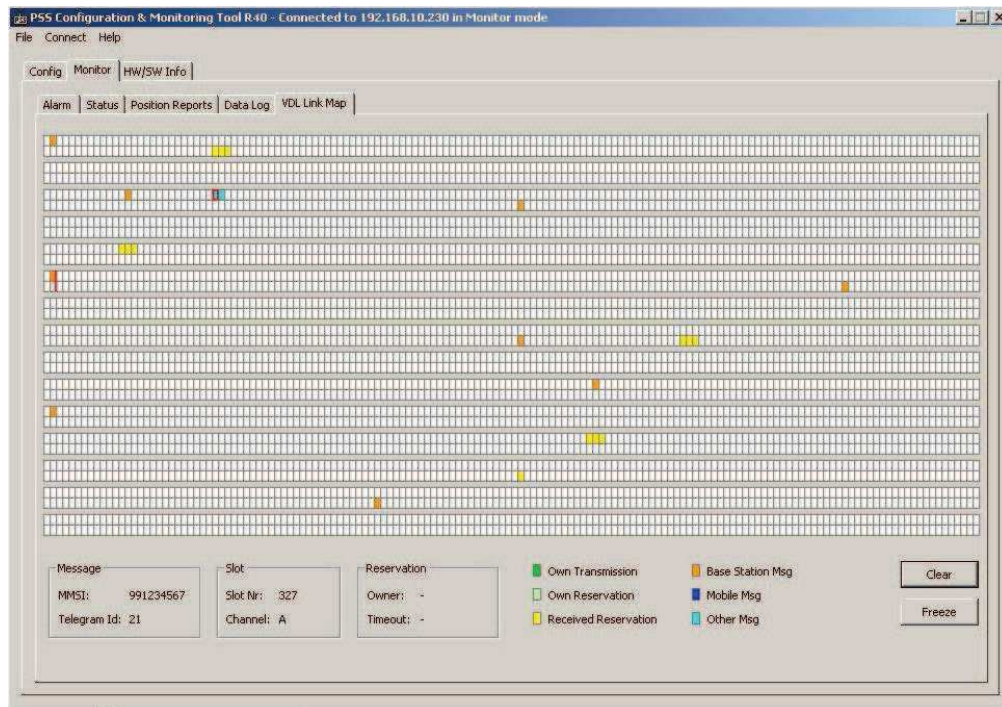 PSS Configuration & Monitoring Tool R40 - Connected to 192.168.10.230 in Monitor mode
File Connect Help
Config Monitor HW/SW Info
Alarm Status Position Reports Data Log VDL Link Map
Message Slot Reservation
Own Transmission Base Station Msg Clear
MMSI: 991234567 Slot Nr: 327 Owner: - Own Reservation Mobile Msg
Telegram Id: 21 Channel: A Timeout: - Received Reservation Other Msg Freeze